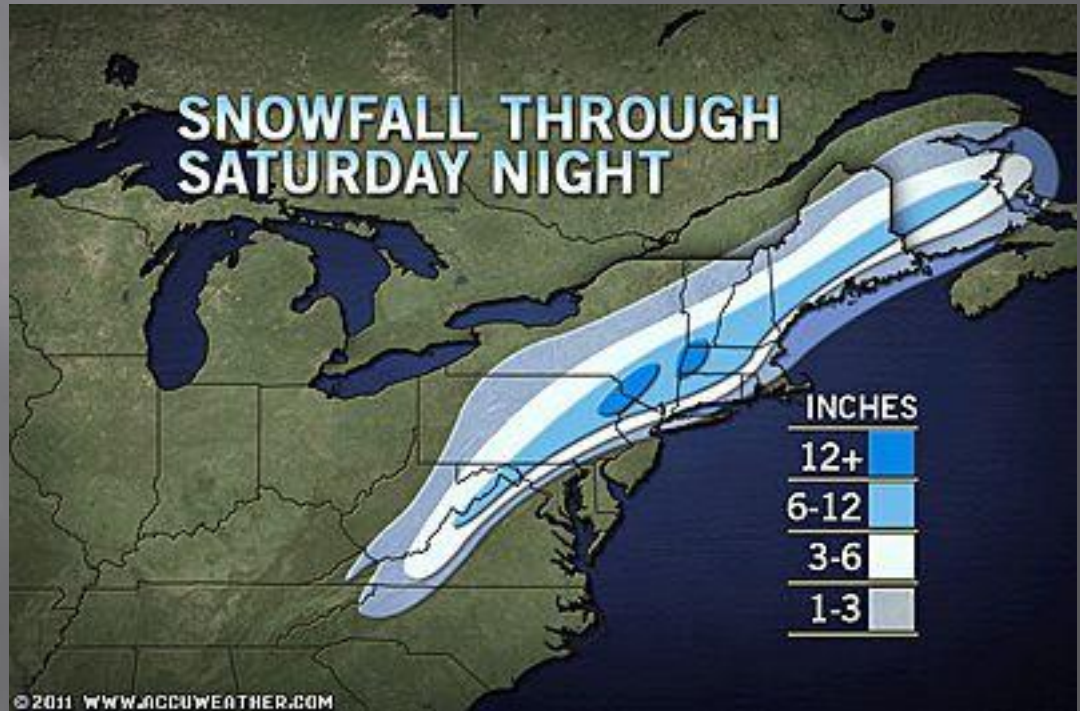 SNOWFALL THROUGH
SATURDAY NIGHT
INCHES
12+
6-12
3-6
1-3
©2011 WWW.ACCUWEATHER.COM